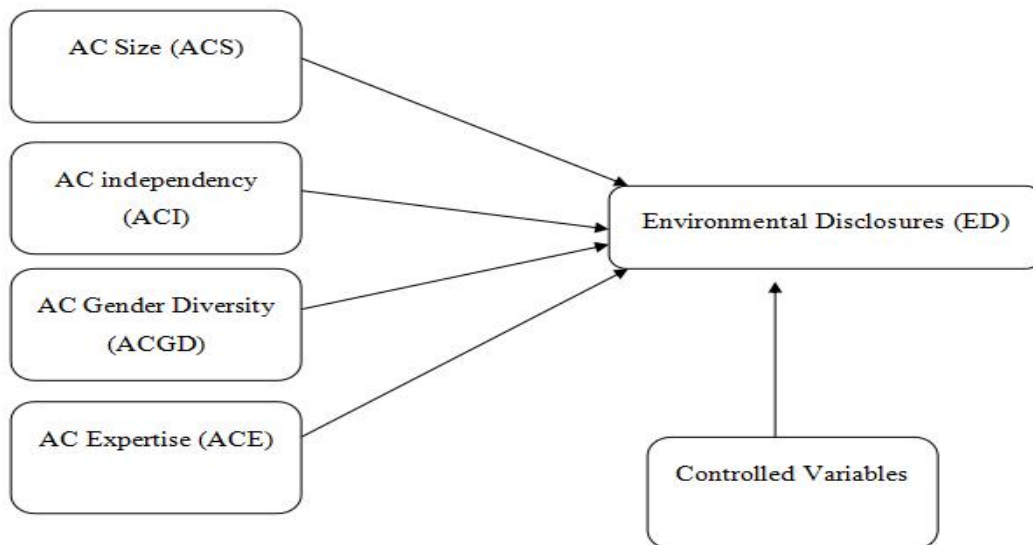 AC Size (ACS)
AC independency
(ACI)
AC Gender Diversity
(ACGD)
AC Expertise (ACE)
Environmental Disclosures (ED)
Controlled Variables